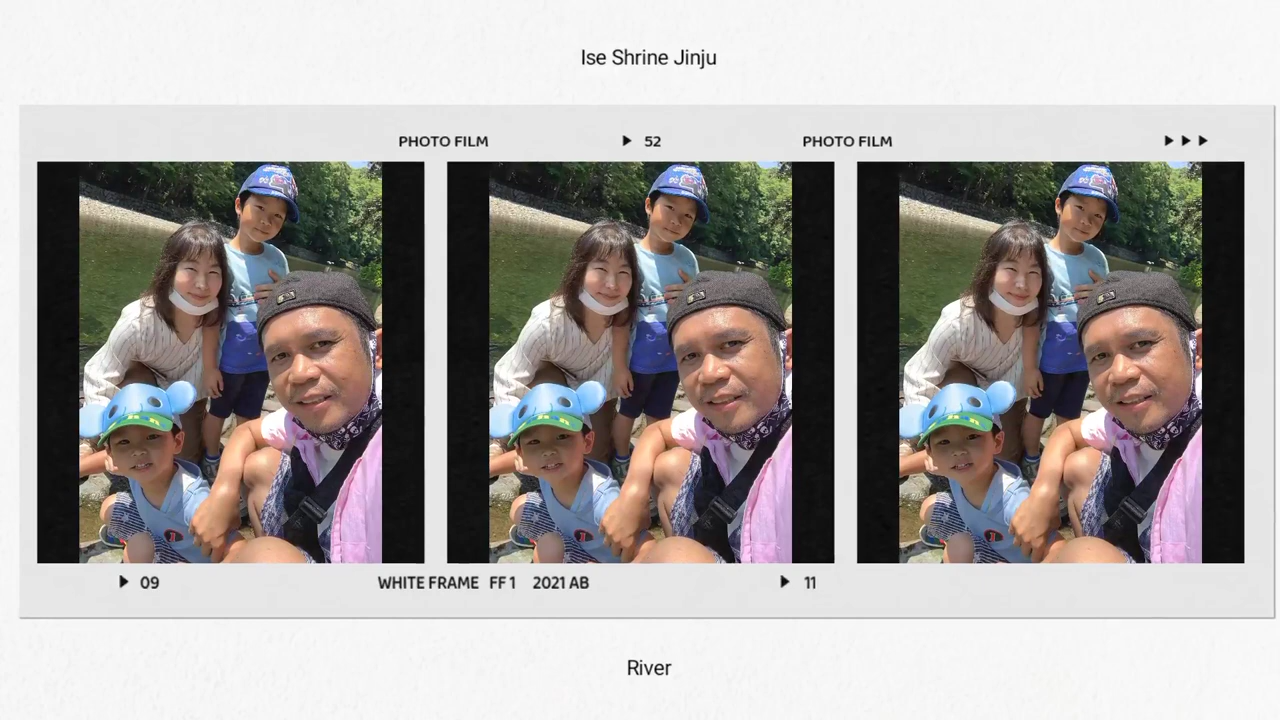 Ise Shrine Jinju
PHOTO FILM 52 PHOTO FILM
09 WHITE FRAME FF 1 2021 AB 11
River